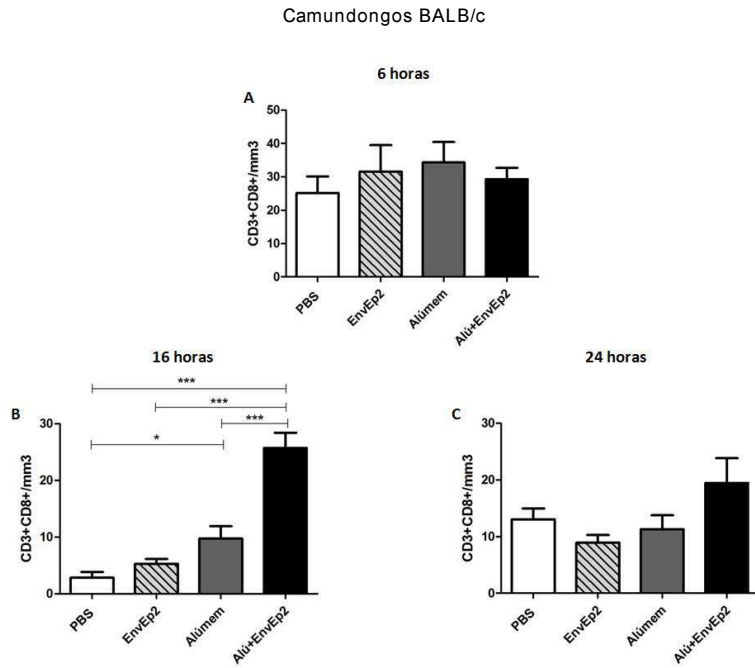 Camundongos BALB/c
6 horas
A
CD3+CD8+/mm3
50
40
30
20
10
0
PBS
EnvEp2
Alúmem
Alú+EnvEp2
16 horas
B
***
***
***
*
CD3+CD8+/mm3
30
20
10
0
PBS
EnvEp2
Alúmem
Alú+EnvEp2
24 horas
C
CD3+CD8+/mm3
30
20
10
0
PBS
EnvEp2
Alúmem
Alú+EnvEp2